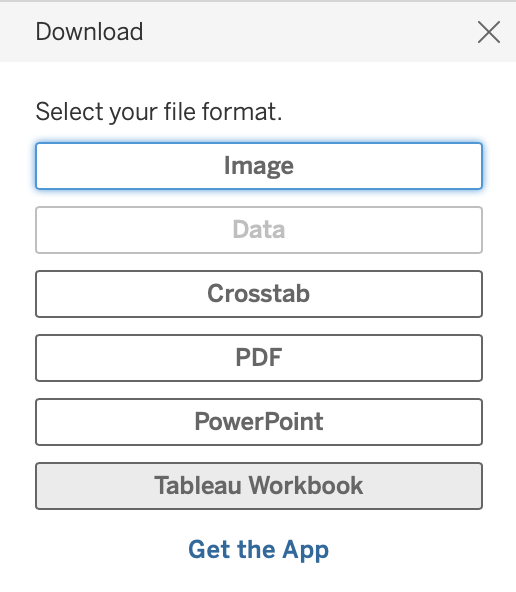 Download
Select your file format.
Image
Data
Crosstab
PDF
PowerPoint
Tableau Workbook
Get the App